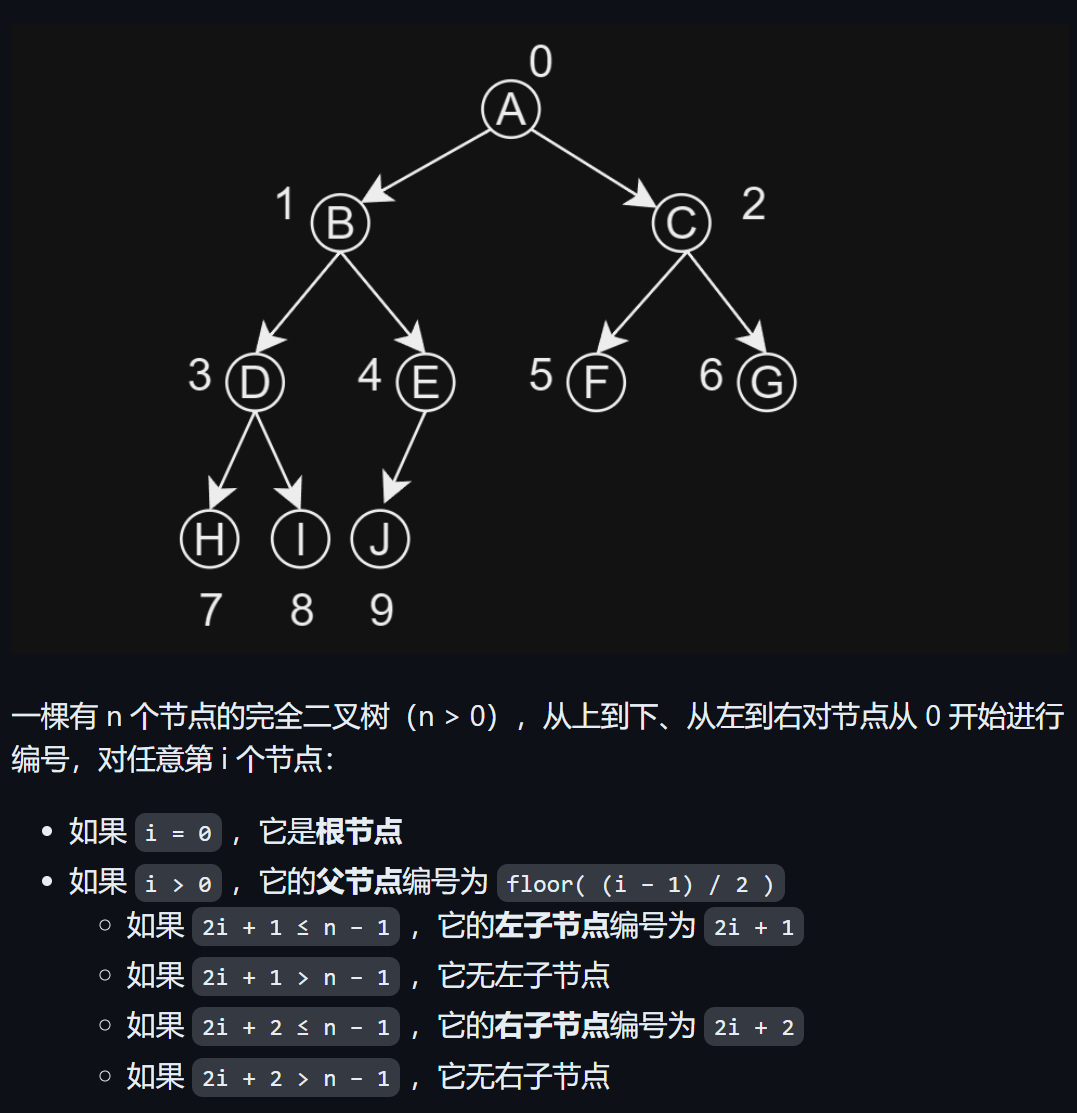 0
A
1 B C 2
3 D 4 E 5 F 6 G
H I J
7 8 9
一棵有 n 个节点的完全二叉树（n > 0），从上到下、从左到右对节点从 0 开始进行
编号，对任意第 i 个节点：
• 如果 i = 0 ，它是根节点
• 如果 i > 0 ，它的父节点编号为 floor( (i - 1) / 2 )
○ 如果 2i + 1 ≤ n - 1 ，它的左子节点编号为 2i + 1
○ 如果 2i + 1 > n - 1 ，它无左子节点
○ 如果 2i + 2 ≤ n - 1 ，它的右子节点编号为 2i + 2
○ 如果 2i + 2 > n - 1 ，它无右子节点